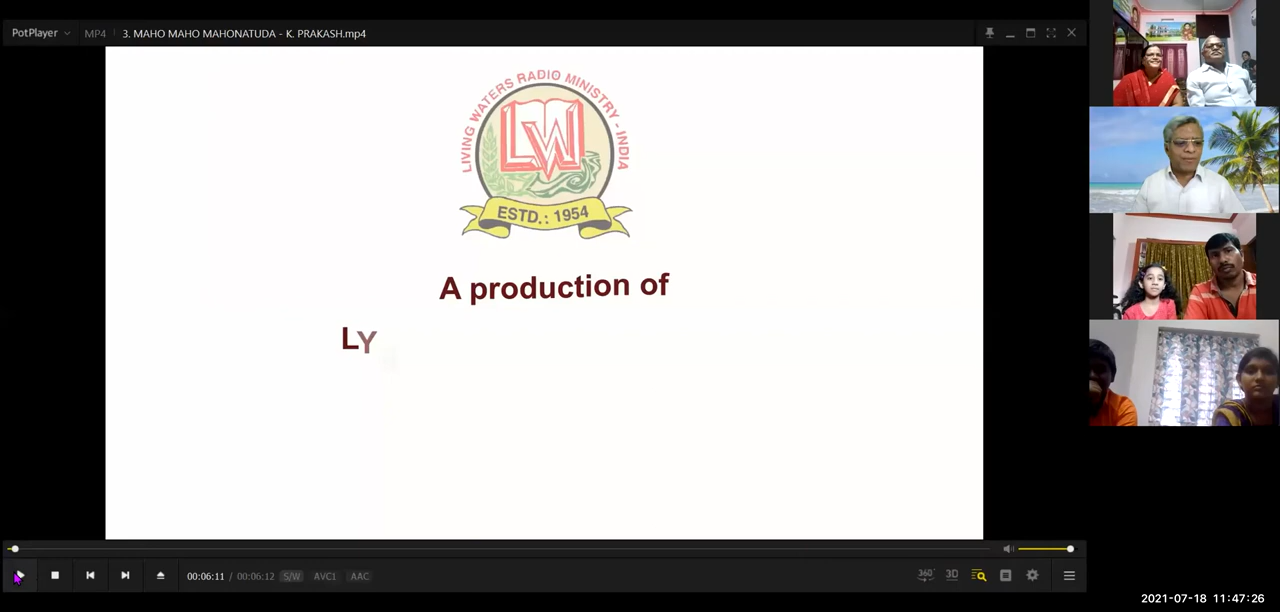 PotPlayer MP4 3. MAHO MAHO MAHONATUDA - K. PRAKASH.mp4
LIVING WATERS RADIO MINISTRY - INDIA
LW
ESTD.: 1954
A production of
LY
00:06:11 / 00:06:12 S/W AVC1 AAC
360° 3D
2021-07-18 11:47:26